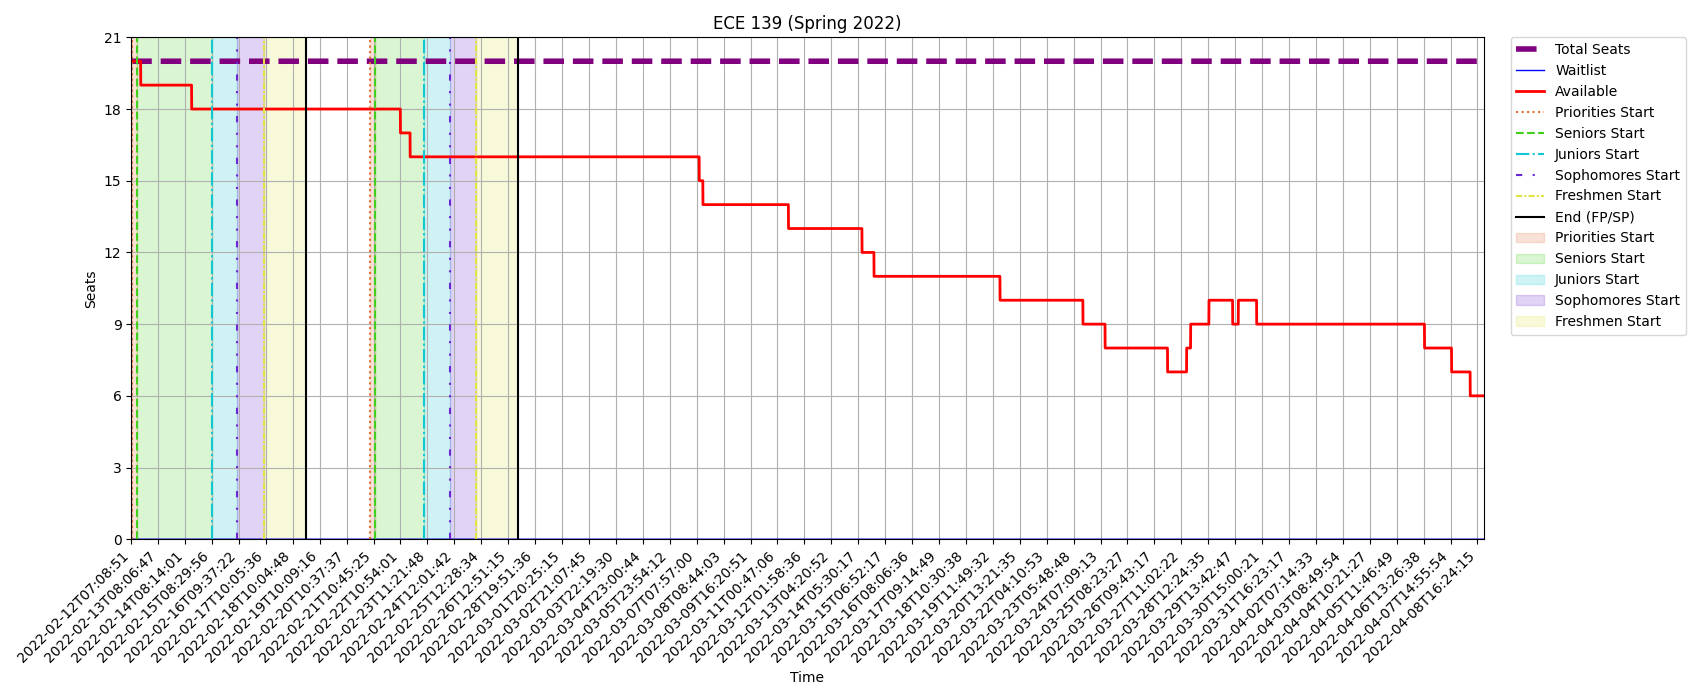 ECE 139 (Spring 2022)
21
18
15
12
9
6
3
0
Seats
2022-02-12T07:08:51
2022-02-13T08:06:47
2022-02-14T08:14:01
2022-02-15T08:29:56
2022-02-16T09:37:22
2022-02-17T10:05:36
2022-02-18T10:04:48
2022-02-19T10:09:16
2022-02-20T10:37:37
2022-02-21T10:45:25
2022-02-22T10:54:01
2022-02-23T11:21:48
2022-02-24T12:01:42
2022-02-25T12:28:34
2022-02-26T12:51:15
2022-02-28T19:51:36
2022-03-01T20:25:15
2022-03-02T21:07:45
2022-03-03T22:19:30
2022-03-04T23:00:44
2022-03-05T23:54:12
2022-03-07T07:57:00
2022-03-08T08:44:03
2022-03-09T16:20:51
2022-03-11T00:47:06
2022-03-12T01:58:36
2022-03-13T04:20:52
2022-03-14T05:30:17
2022-03-15T06:52:17
2022-03-16T08:06:36
2022-03-17T09:14:49
2022-03-18T10:30:38
2022-03-19T11:49:32
2022-03-20T13:21:35
2022-03-22T04:10:53
2022-03-23T05:48:48
2022-03-24T07:09:13
2022-03-25T08:23:27
2022-03-26T09:43:17
2022-03-27T11:02:22
2022-03-28T12:24:35
2022-03-29T13:42:47
2022-03-30T15:00:21
2022-03-31T16:23:17
2022-04-02T07:14:33
2022-04-03T08:49:54
2022-04-04T10:21:27
2022-04-05T11:46:49
2022-04-06T13:26:38
2022-04-07T14:55:54
2022-04-08T16:24:15
Time
Total Seats
Waitlist
Available
Priorities Start
Seniors Start
Juniors Start
Sophomores Start
Freshmen Start
End (FP/SP)
Priorities Start
Seniors Start
Juniors Start
Sophomores Start
Freshmen Start